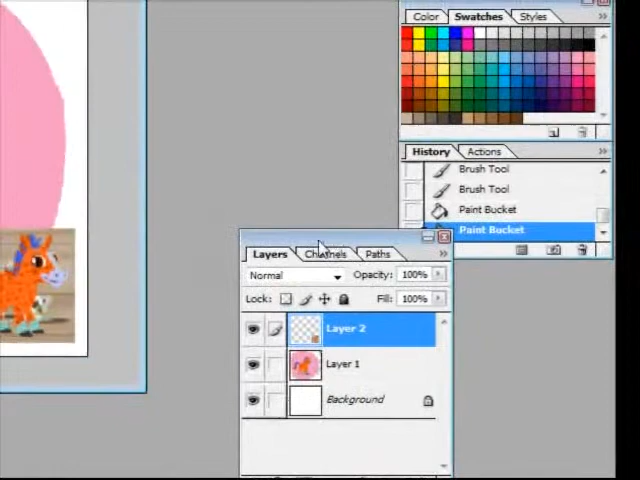 Color Swatches Styles
History Actions
Brush Tool
Brush Tool
Paint Bucket
Paint Bucket
Layers Channels Paths
Normal Opacity: 100%
Lock: Fill: 100%
Layer 2
Layer 1
Background